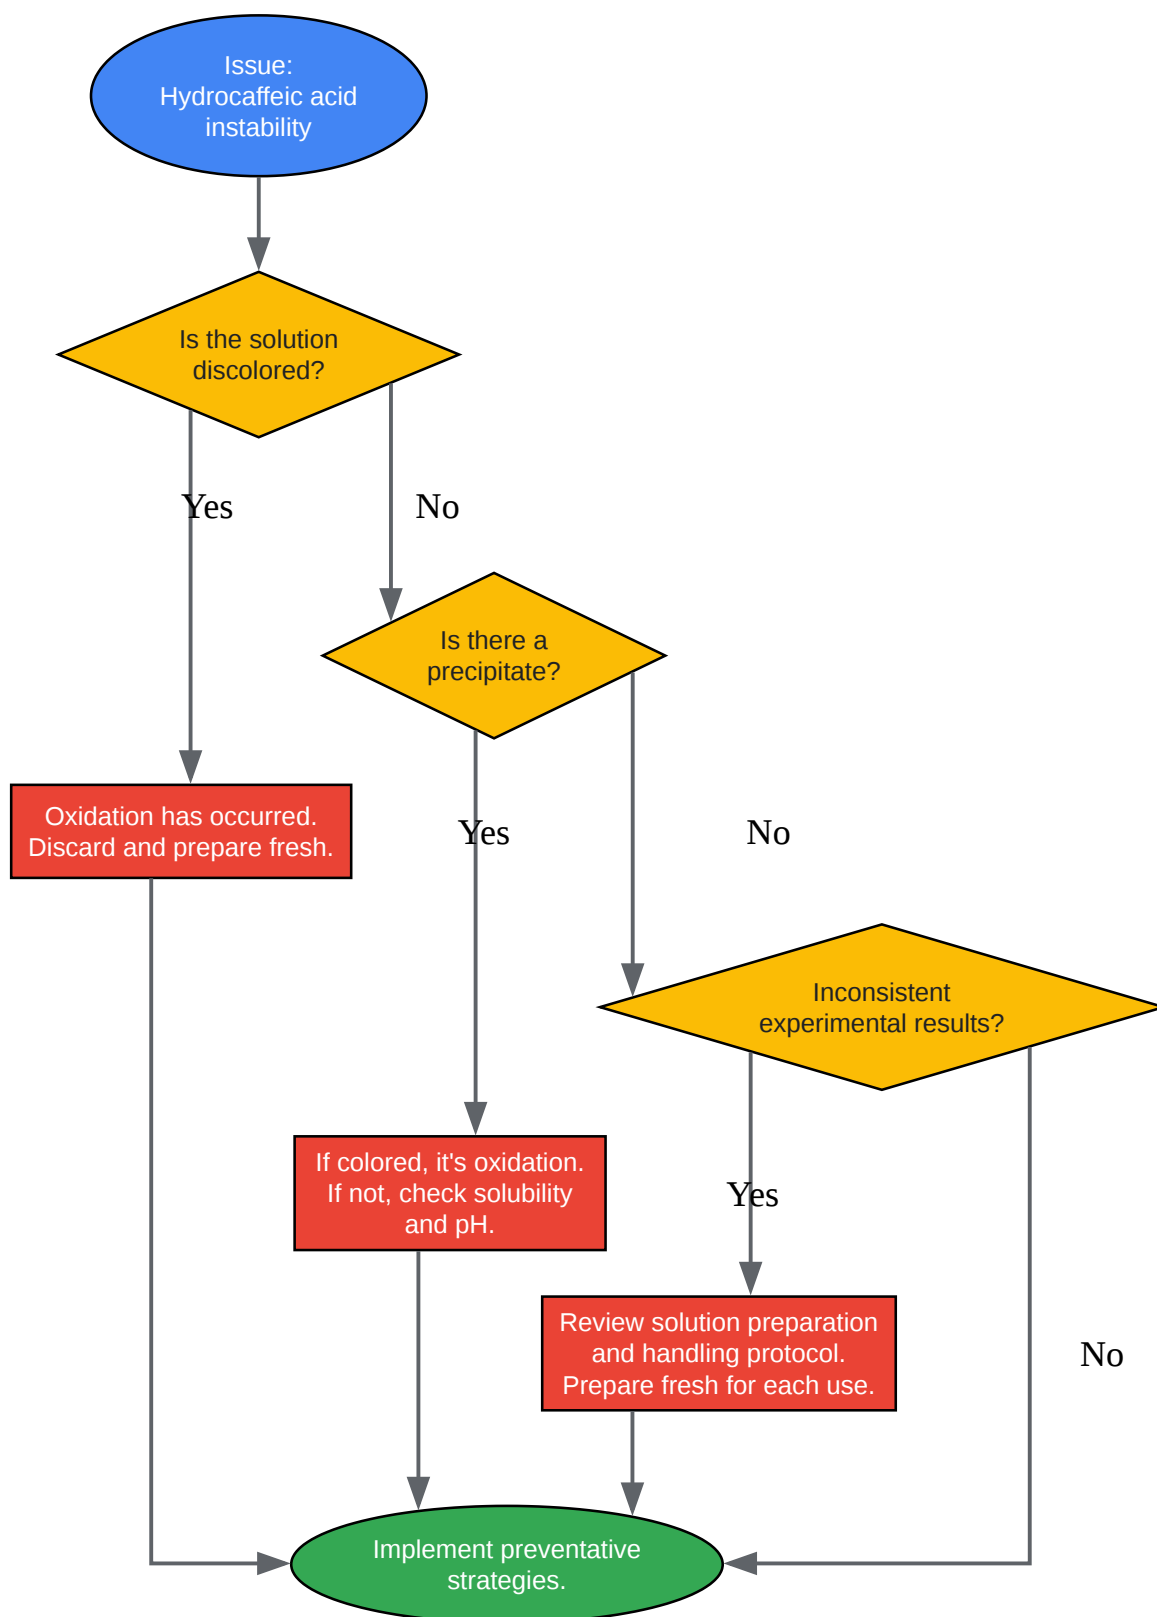 Issue:
Hydrocaffeic acid
instability
Is the solution
discolored?
Yes
No
Is there a
precipitate?
Oxidation has occurred.
Discard and prepare fresh.
Yes
No
Inconsistent
experimental results?
If colored, it's oxidation.
If not, check solubility
and pH.
Yes
Review solution preparation
and handling protocol.
Prepare fresh for each use.
No
Implement preventative
strategies.